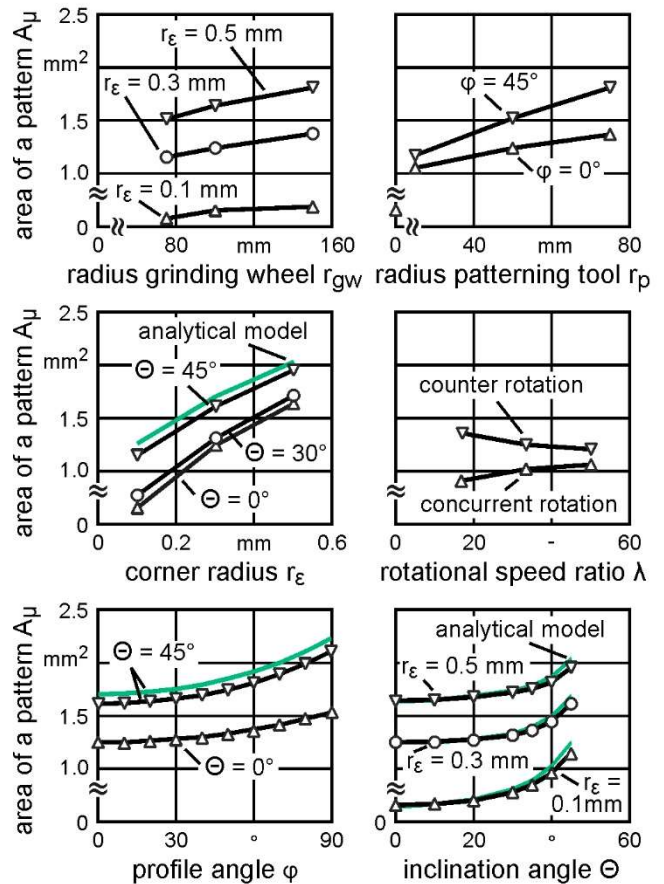 area of a pattern Aμ
2.5
mm²
1.5
1.0
0
rε = 0.5 mm
rε = 0.3 mm
rε = 0.1 mm
80 mm 160
radius grinding wheel rgw
φ = 45°
φ = 0°
0 40 mm 80
radius patterning tool rp
area of a pattern Aμ
2.5
mm²
1.5
1.0
0
analytical model
Θ = 45°
Θ = 30°
Θ = 0°
0 0.2 mm 0.6
corner radius rε
counter rotation
concurrent rotation
20 - 60
rotational speed ratio λ
area of a pattern Aμ
2.5
mm²
1.5
1.0
Θ = 45°
Θ = 0°
0 30 ° 90
profile angle φ
analytical model
rε = 0.5 mm
rε = 0.3 mm
rε =
0.1mm
0
0 20 ° 60
inclination angle Θ